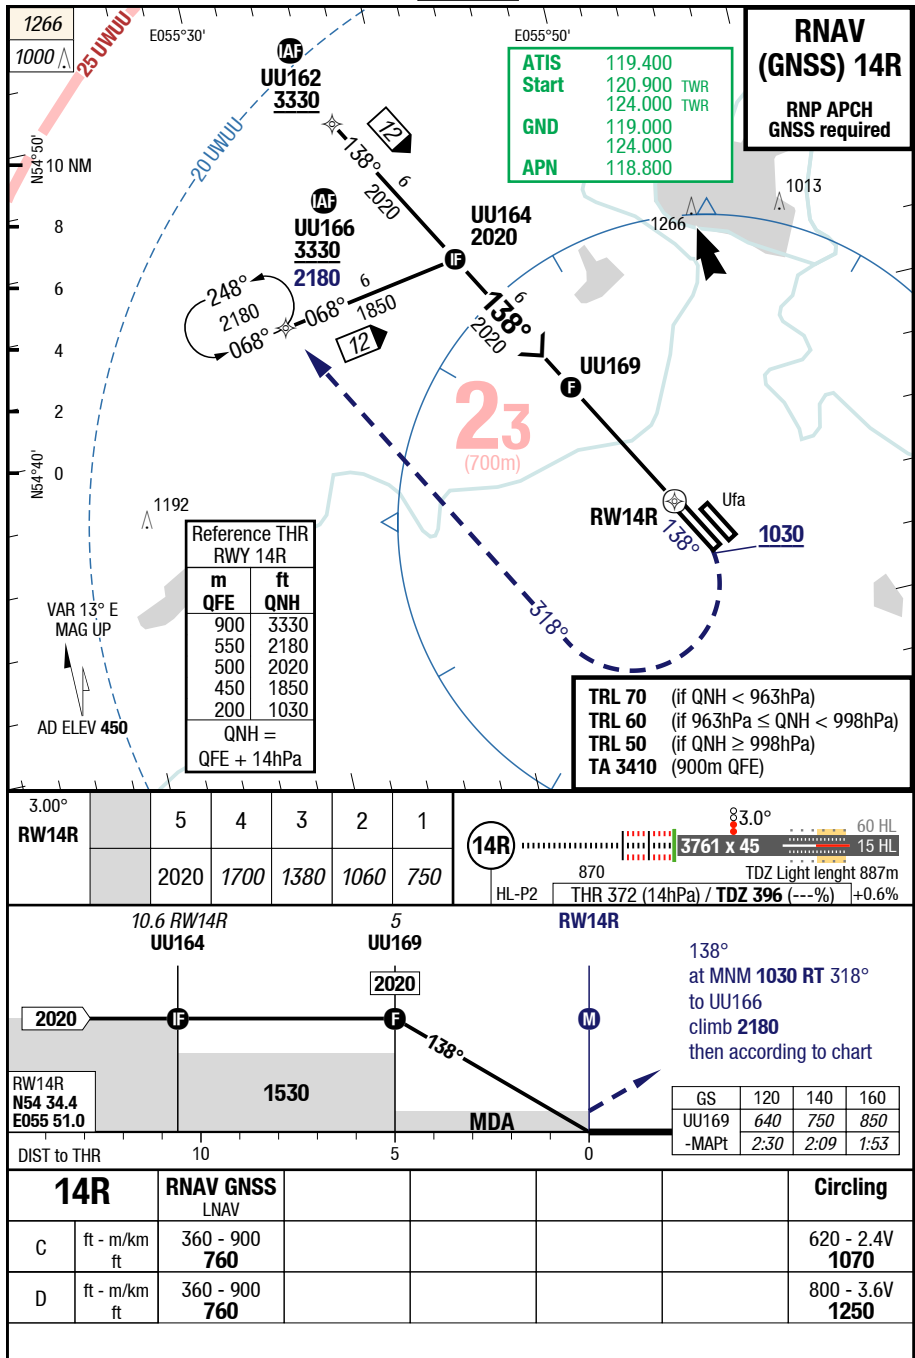 1266
1000
25 UWUU
E055°30'
E055°50'
IAF
UU162
3330
RNAV
(GNSS) 14R
RNP APCH
GNSS required
ATIS 119.400
Start 120.900 TWR
124.000 TWR
GND 119.000
124.000
APN 118.800
N54°50'
10 NM
20 UWUU
12
138°
6
2020
1013
1266
IAF
UU166
3330
2180
UU164
2020
IF
8
6
4
2
0
248°
2180
068°
068°
6
1850
12
6
138°
2020
UU169
F
23
(700m)
N54°40'
1192
RW14R
Ufa
138°
1030
318°
Reference THR
RWY 14R
m ft
QFE QNH
900 3330
550 2180
500 2020
450 1850
200 1030
QNH =
QFE + 14hPa
VAR 13° E
MAG UP
AD ELEV 450
TRL 70 (if QNH < 963hPa)
TRL 60 (if 963hPa ≤ QNH < 998hPa)
TRL 50 (if QNH ≥ 998hPa)
TA 3410 (900m QFE)
3.00°
RW14R
5 4 3 2 1
2020 1700 1380 1060 750
14R
3.0°
3761 x 45
60 HL
15 HL
870
TDZ Light lenght 887m
HL-P2
THR 372 (14hPa) / TDZ 396 (---%)
+0.6%
10.6 RW14R
UU164
5
UU169
RW14R
2020
2020
IF
F
M
138°
138°
at MNM 1030 RT 318°
to UU166
climb 2180
then according to chart
1530
MDA
RW14R
N54 34.4
E055 51.0
GS 120 140 160
UU169 640 750 850
-MAPt 2:30 2:09 1:53
DIST to THR
10
5
0
14R
RNAV GNSS
LNAV
Circling
C
ft - m/km
ft
360 - 900
760
620 - 2.4V
1070
D
ft - m/km
ft
360 - 900
760
800 - 3.6V
1250